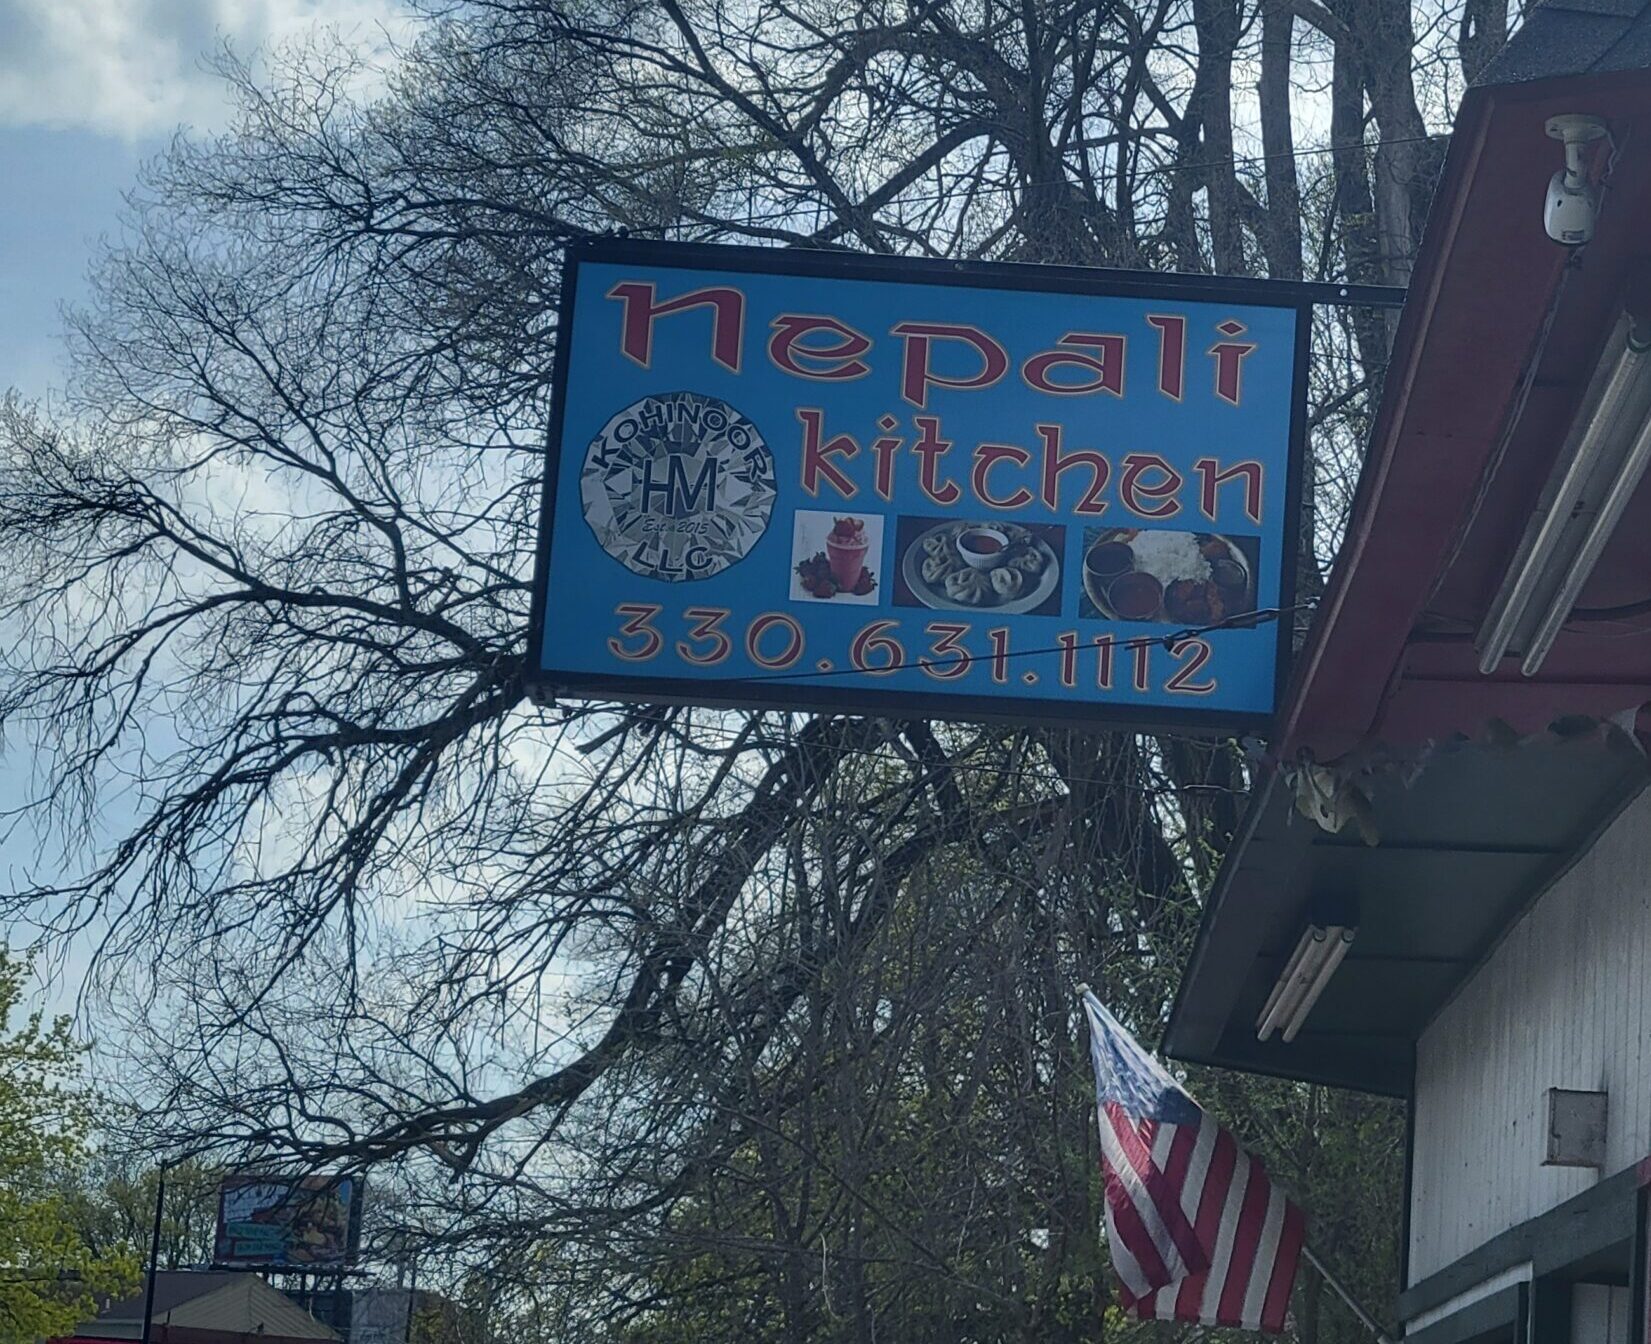 nepali
kitchen
KOHINOOR
HM
Est. 2015
LLC
330.631.1112